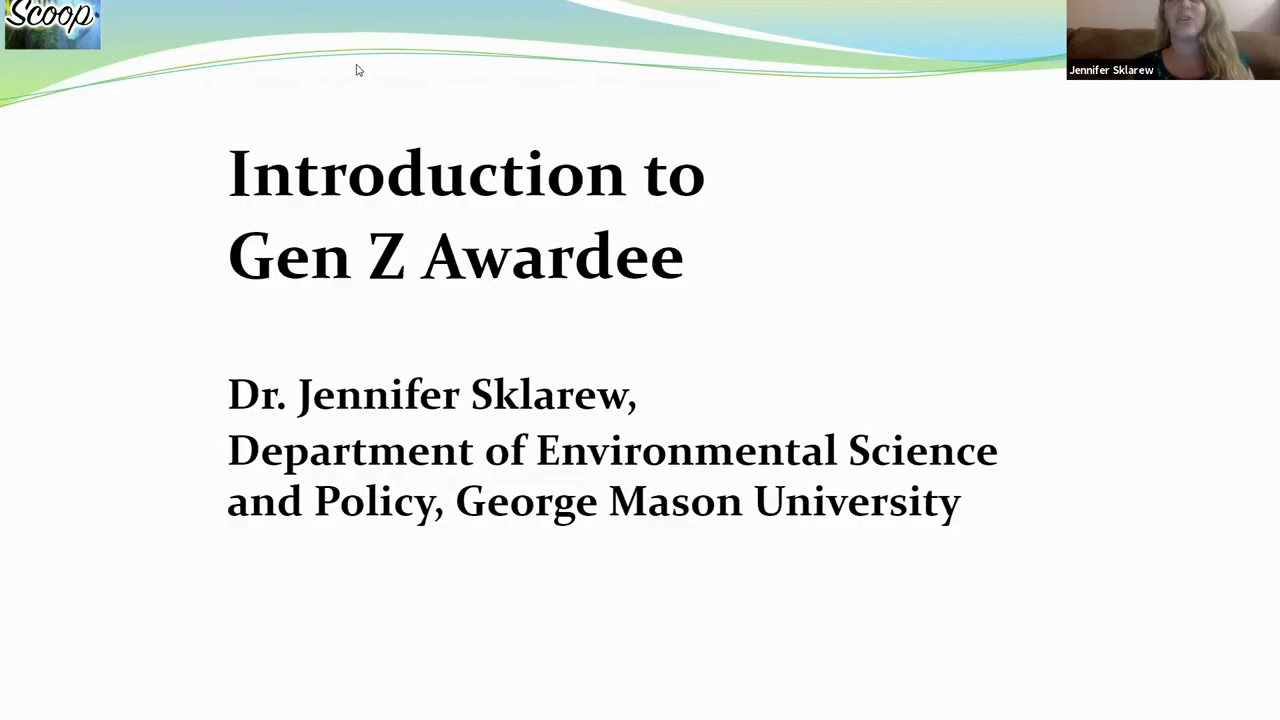 Scoop
Jennifer Sklarew
Introduction to
Gen Z Awardee
Dr. Jennifer Sklarew,
Department of Environmental Science
and Policy, George Mason University